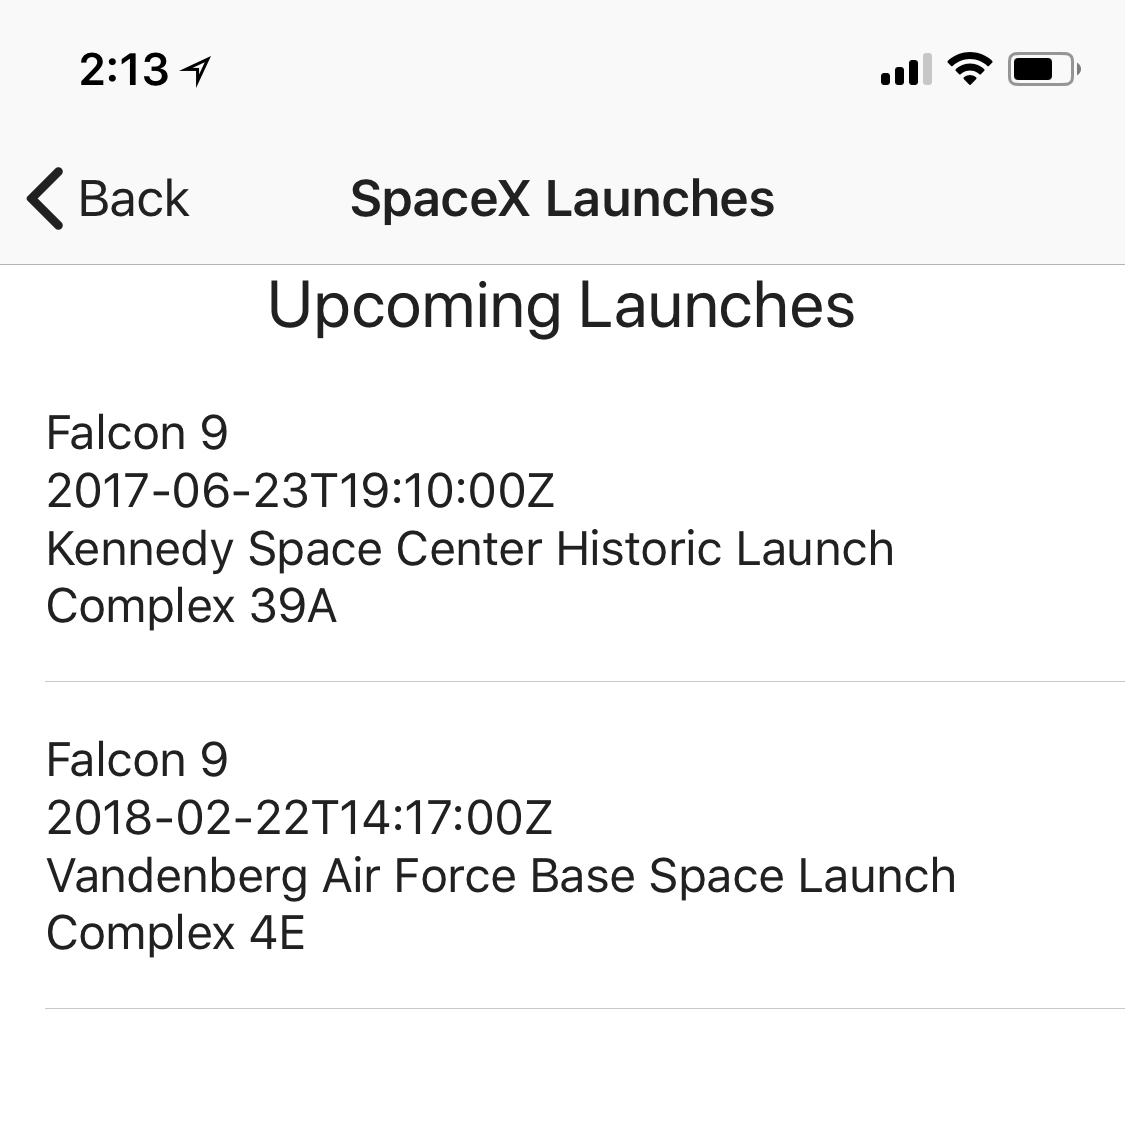 2:13
Back
SpaceX Launches
Upcoming Launches
Falcon 9
2017-06-23T19:10:00Z
Kennedy Space Center Historic Launch
Complex 39A
Falcon 9
2018-02-22T14:17:00Z
Vandenberg Air Force Base Space Launch
Complex 4E